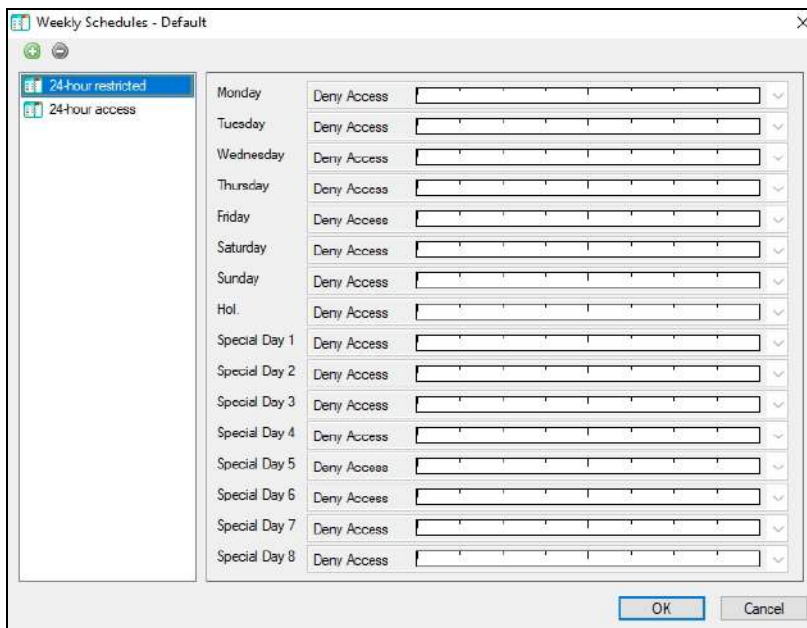 Weekly Schedules - Default
24-hour restricted
24-hour access
Monday Deny Access
Tuesday Deny Access
Wednesday Deny Access
Thursday Deny Access
Friday Deny Access
Saturday Deny Access
Sunday Deny Access
Hol. Deny Access
Special Day 1 Deny Access
Special Day 2 Deny Access
Special Day 3 Deny Access
Special Day 4 Deny Access
Special Day 5 Deny Access
Special Day 6 Deny Access
Special Day 7 Deny Access
Special Day 8 Deny Access
OK Cancel